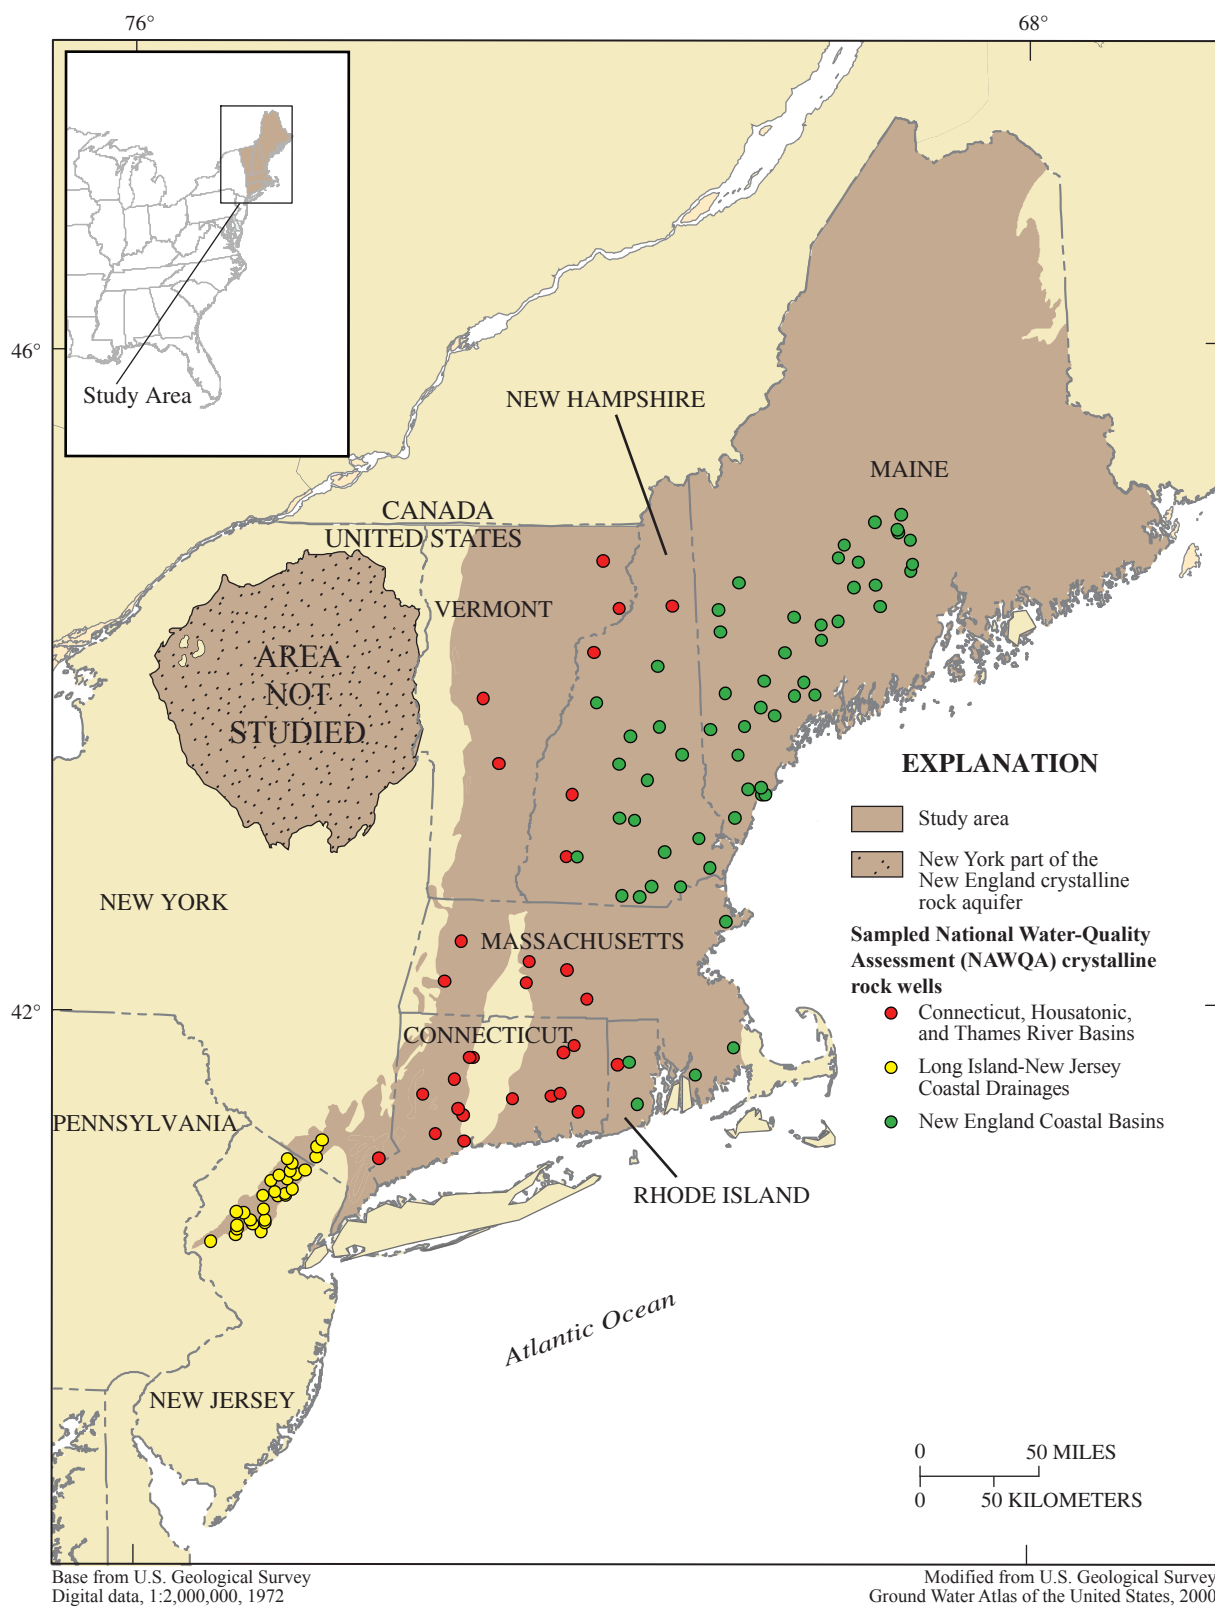 76°
68°
46°
Study Area
NEW HAMPSHIRE
MAINE
CANADA
UNITED STATES
VERMONT
AREA
NOT
STUDIED
EXPLANATION
Study area
New York part of the
New England crystalline
rock aquifer
Sampled National Water-Quality
Assessment (NAWQA) crystalline
rock wells
Connecticut, Housatonic,
and Thames River Basins
Long Island-New Jersey
Coastal Drainages
New England Coastal Basins
NEW YORK
MASSACHUSETTS
42°
CONNECTICUT
PENNSYLVANIA
RHODE ISLAND
Atlantic Ocean
NEW JERSEY
0 50 MILES
0 50 KILOMETERS
Base from U.S. Geological Survey
Digital data, 1:2,000,000, 1972
Modified from U.S. Geological Survey
Ground Water Atlas of the United States, 2000